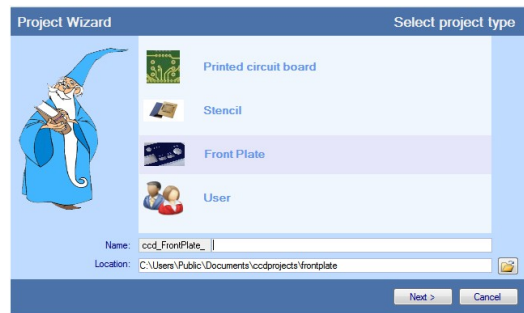 Project Wizard
Select project type
Printed circuit board
Stencil
Front Plate
User
Name: ccd_FrontPlate_
Location: C:\Users\Public\Documents\ccdprojects\frontplate
Next > Cancel